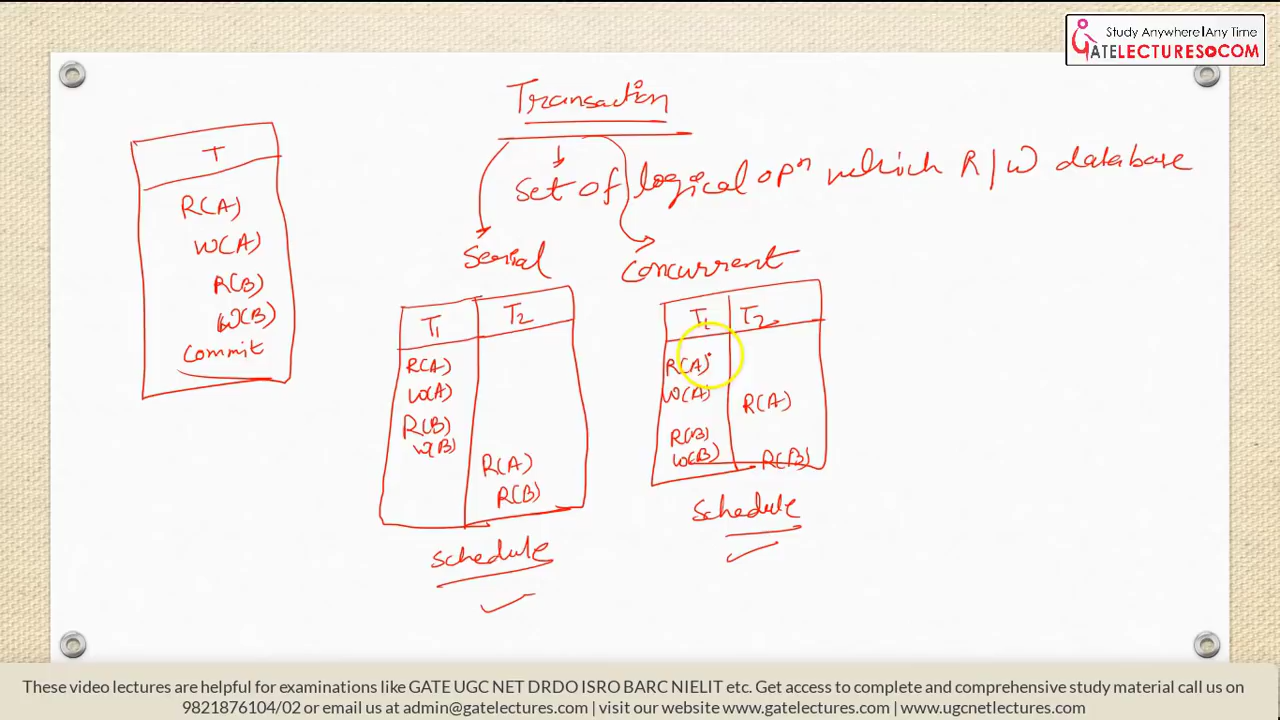 Study Anywhere | Any Time
GATELECTURES.COM
Transaction
set of logical opn which R/W database
T
R(A)
W(A)
R(B)
W(B)
Commit
Serial
T1 T2
R(A)
W(A)
R(B)
W(B)
R(A)
R(B)
schedule
Concurrent
T1 T2
R(A)
W(A) R(A)
R(B)
W(B) R(B)
schedule
These video lectures are helpful for examinations like GATE UGC NET DRDO ISRO BARC NIELIT etc. Get access to complete and comprehensive study material call us on
9821876104/02 or email us at admin@gatelectures.com | visit our website www.gatelectures.com | www.ugcnetlectures.com